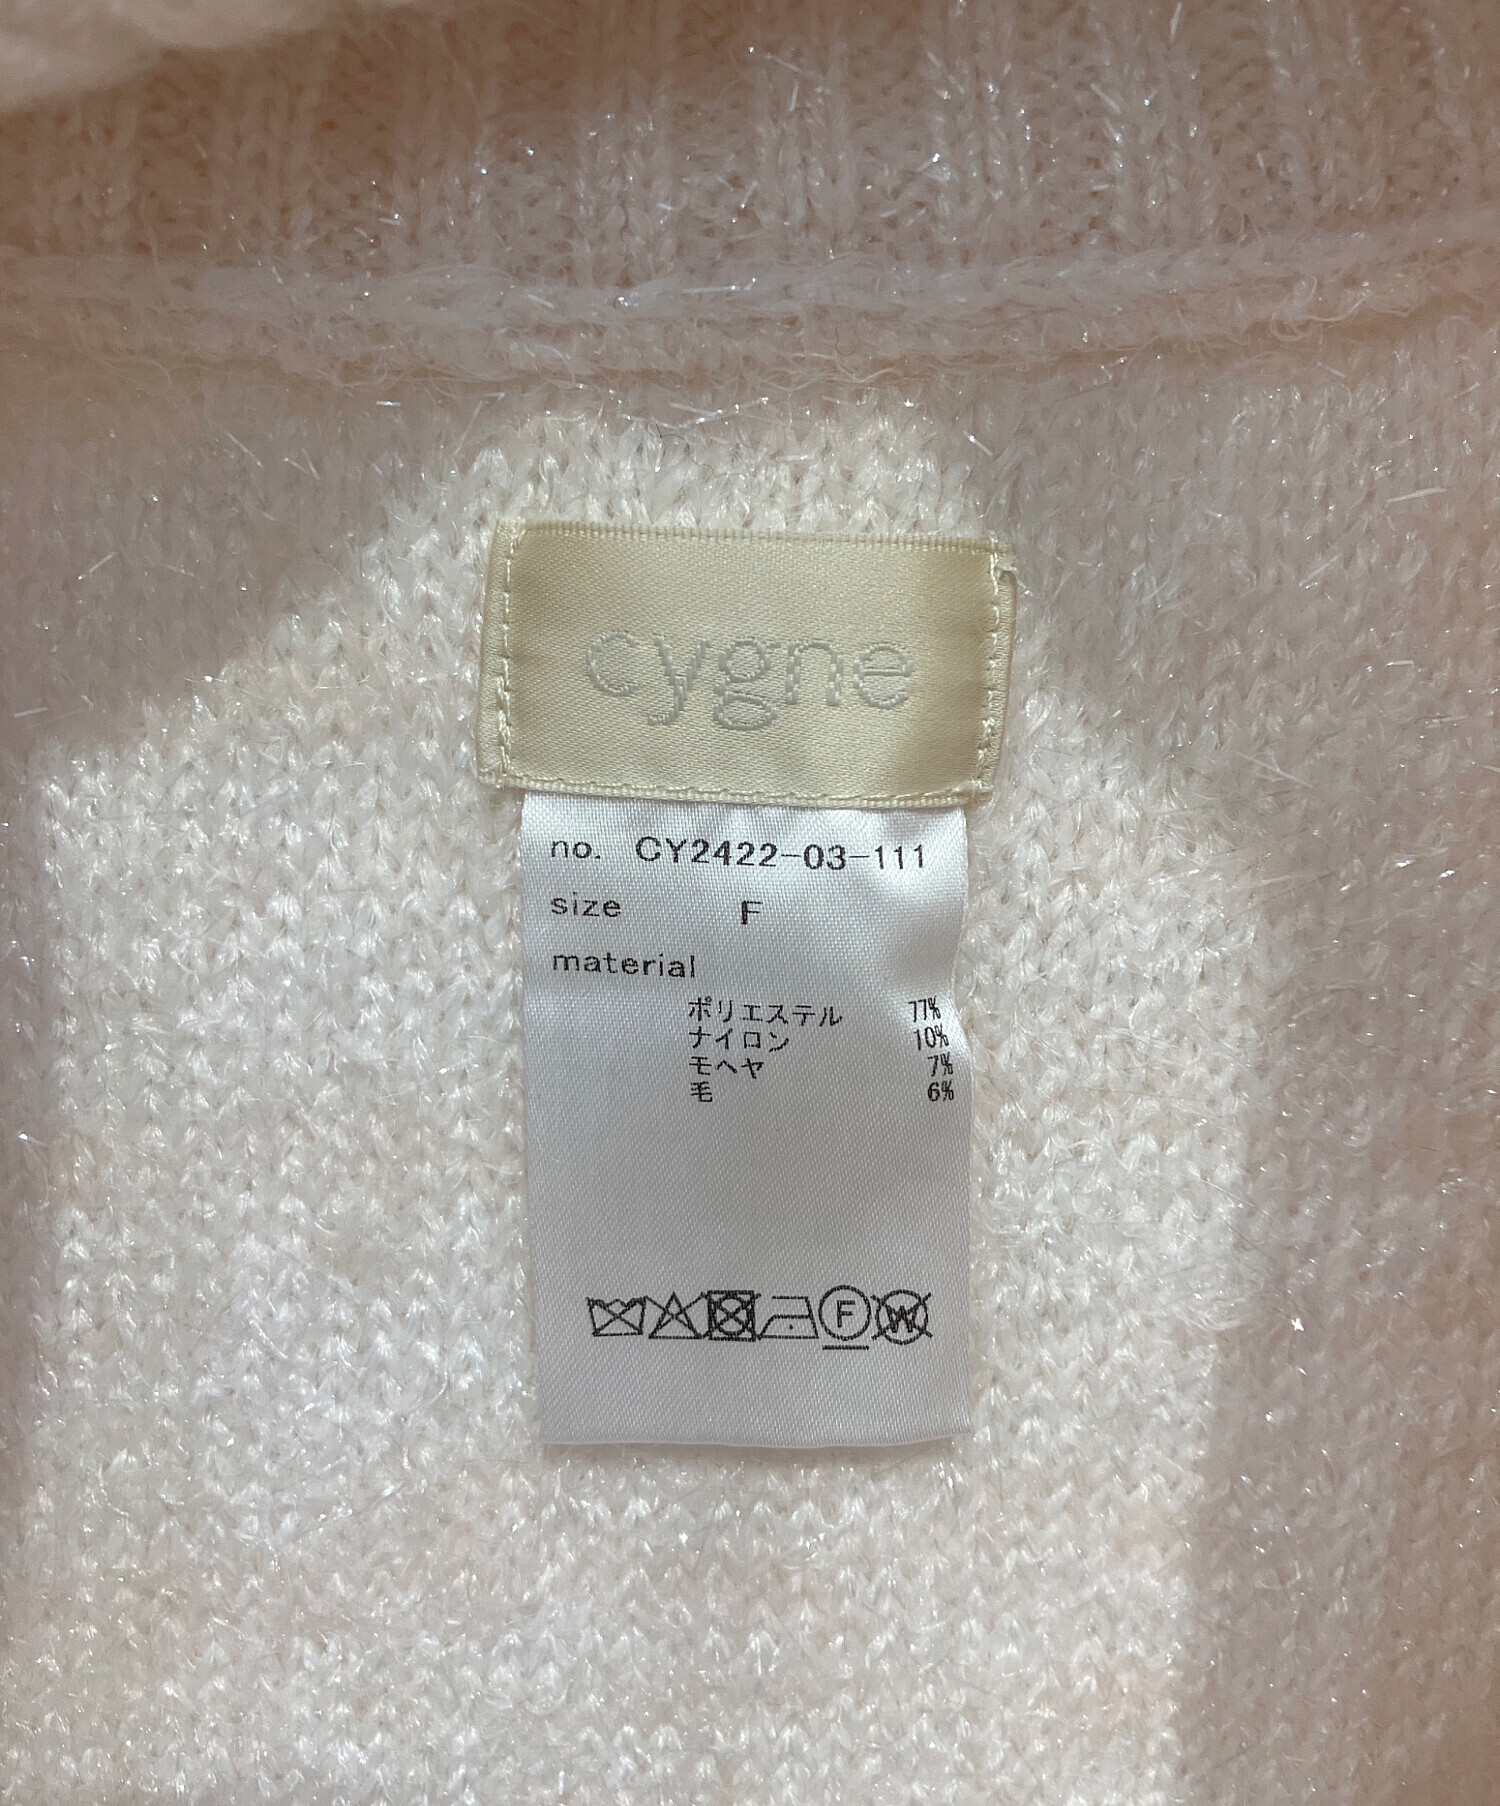 cygne
no. CY2422-03-111
size F
material
ポリエステル 77%
ナイロン 10%
モヘヤ 7%
毛 6%
F W